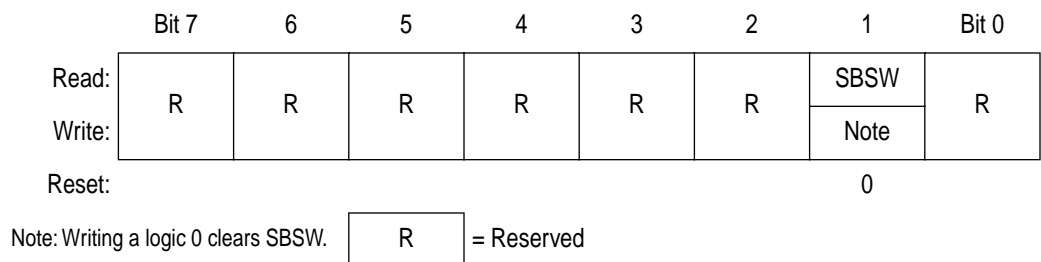 Bit 7 6 5 4 3 2 1 Bit 0
Read: SBSW
R R R R R R R
Write: Note
Reset: 0
Note: Writing a logic 0 clears SBSW. R = Reserved